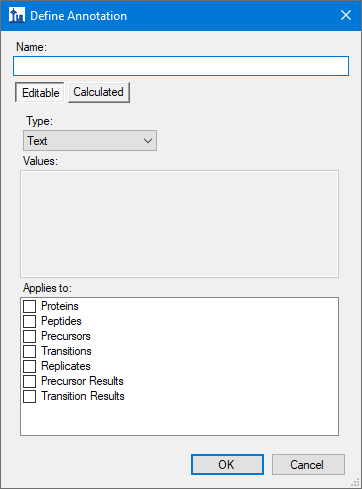 Define Annotation
Name:
Editable Calculated
Type:
Text
Values:
Applies to:
Proteins
Peptides
Precursors
Transitions
Replicates
Precursor Results
Transition Results
OK Cancel